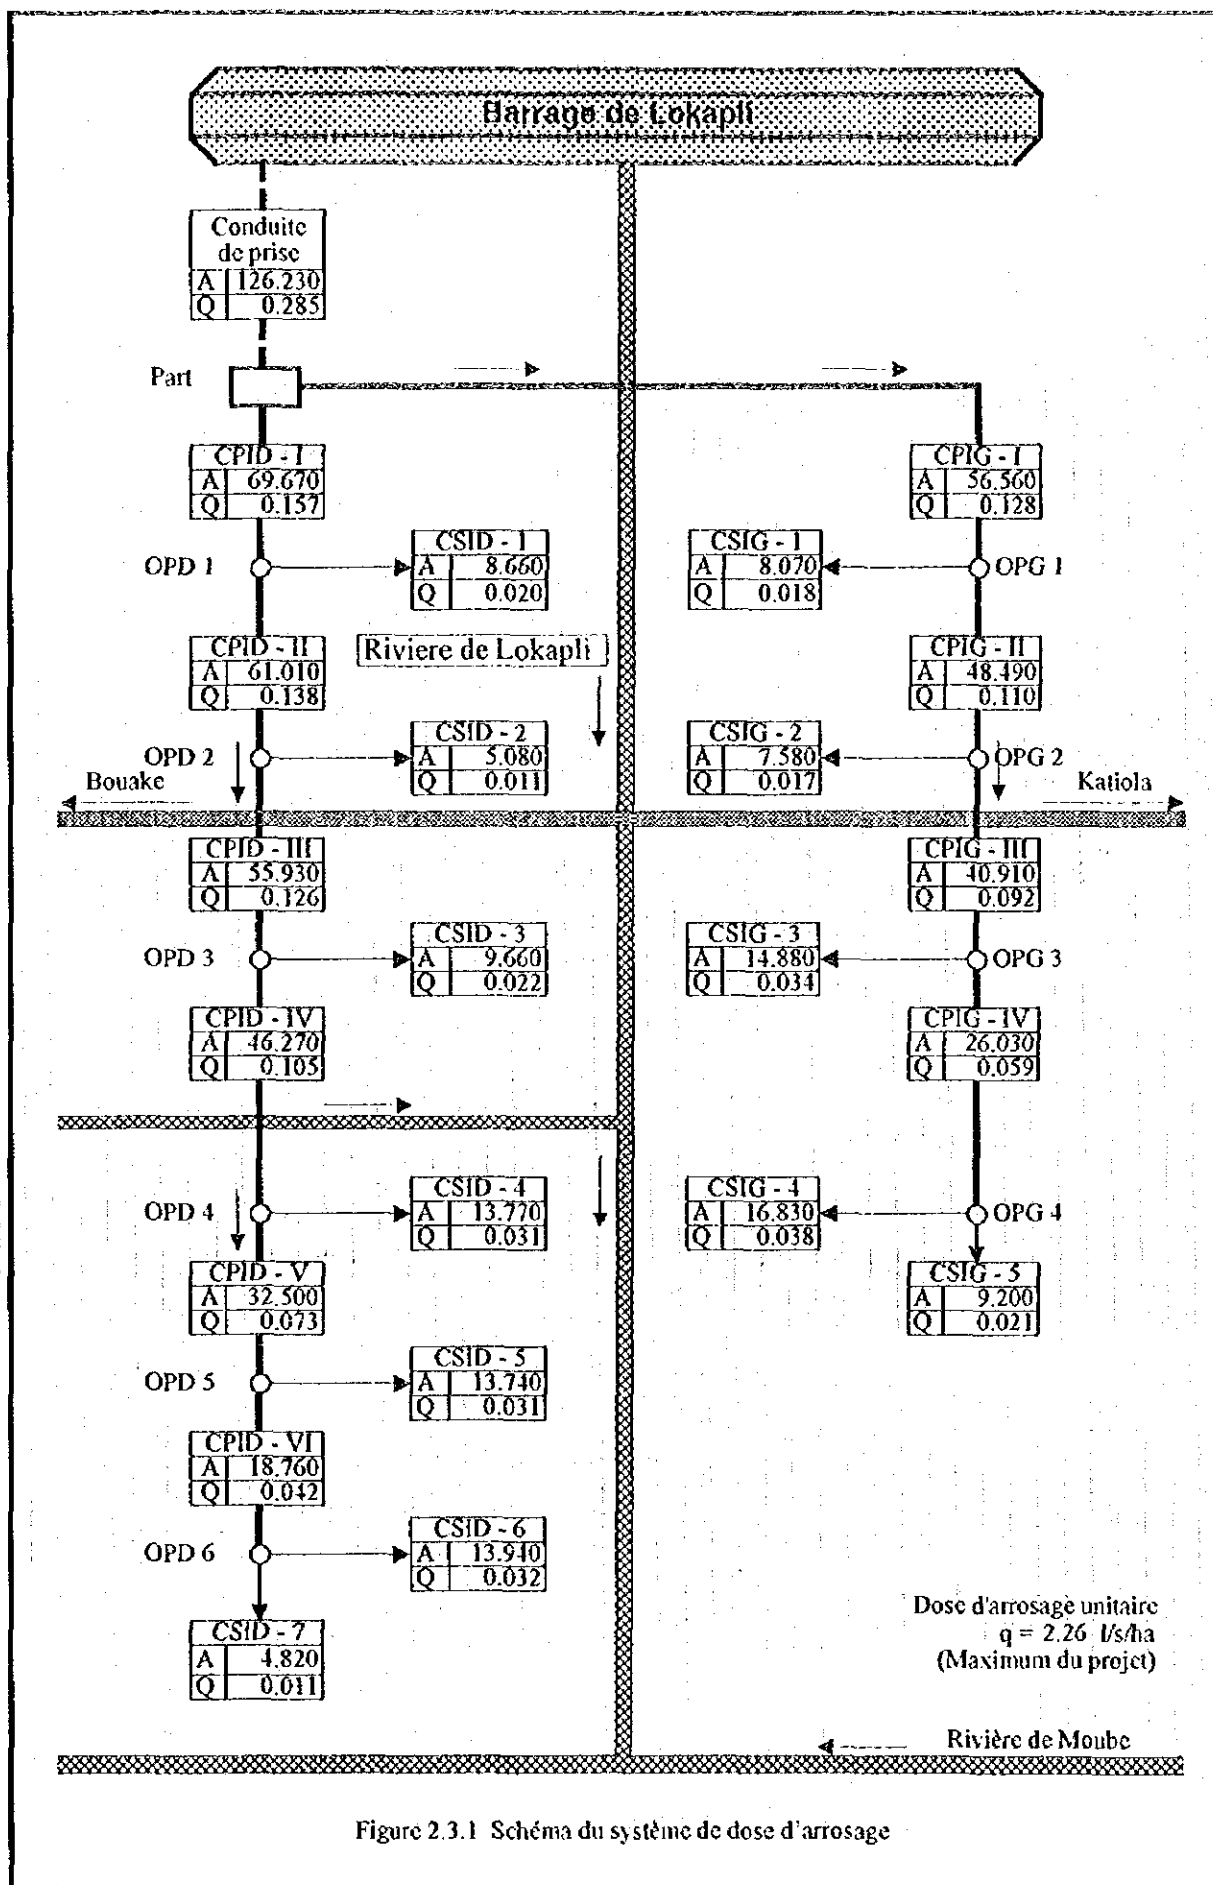 Barrage de Lokapli
Conduite
de prise
A 126.230
Q 0.285
Part
CPID - I
A 69.670
Q 0.157
CPIG - I
A 56.560
Q 0.128
OPD 1
CSID - 1
A 8.660
Q 0.020
CSIG - 1
A 8.070
Q 0.018
OPG 1
CPID - II
A 61.010
Q 0.138
Riviere de Lokapli
CPIG - II
A 48.490
Q 0.110
OPD 2
CSID - 2
A 5.080
Q 0.011
CSIG - 2
A 7.580
Q 0.017
OPG 2
Bouake
Katiola
CPID - III
A 55.930
Q 0.126
CPIG - III
A 40.910
Q 0.092
OPD 3
CSID - 3
A 9.660
Q 0.022
CSIG - 3
A 14.880
Q 0.034
OPG 3
CPID - IV
A 46.270
Q 0.105
CPIG - IV
A 26.030
Q 0.059
OPD 4
CSID - 4
A 13.770
Q 0.031
CSIG - 4
A 16.830
Q 0.038
OPG 4
CPID - V
A 32.500
Q 0.073
CSIG - 5
A 9.200
Q 0.021
OPD 5
CSID - 5
A 13.740
Q 0.031
CPID - VI
A 18.760
Q 0.042
OPD 6
CSID - 6
A 13.940
Q 0.032
CSID - 7
A 4.820
Q 0.011
Dose d'arrosage unitaire
q = 2.26 l/s/ha
(Maximum du projet)
Rivière de Moube
Figure 2.3.1 Schéma du système de dose d'arrosage